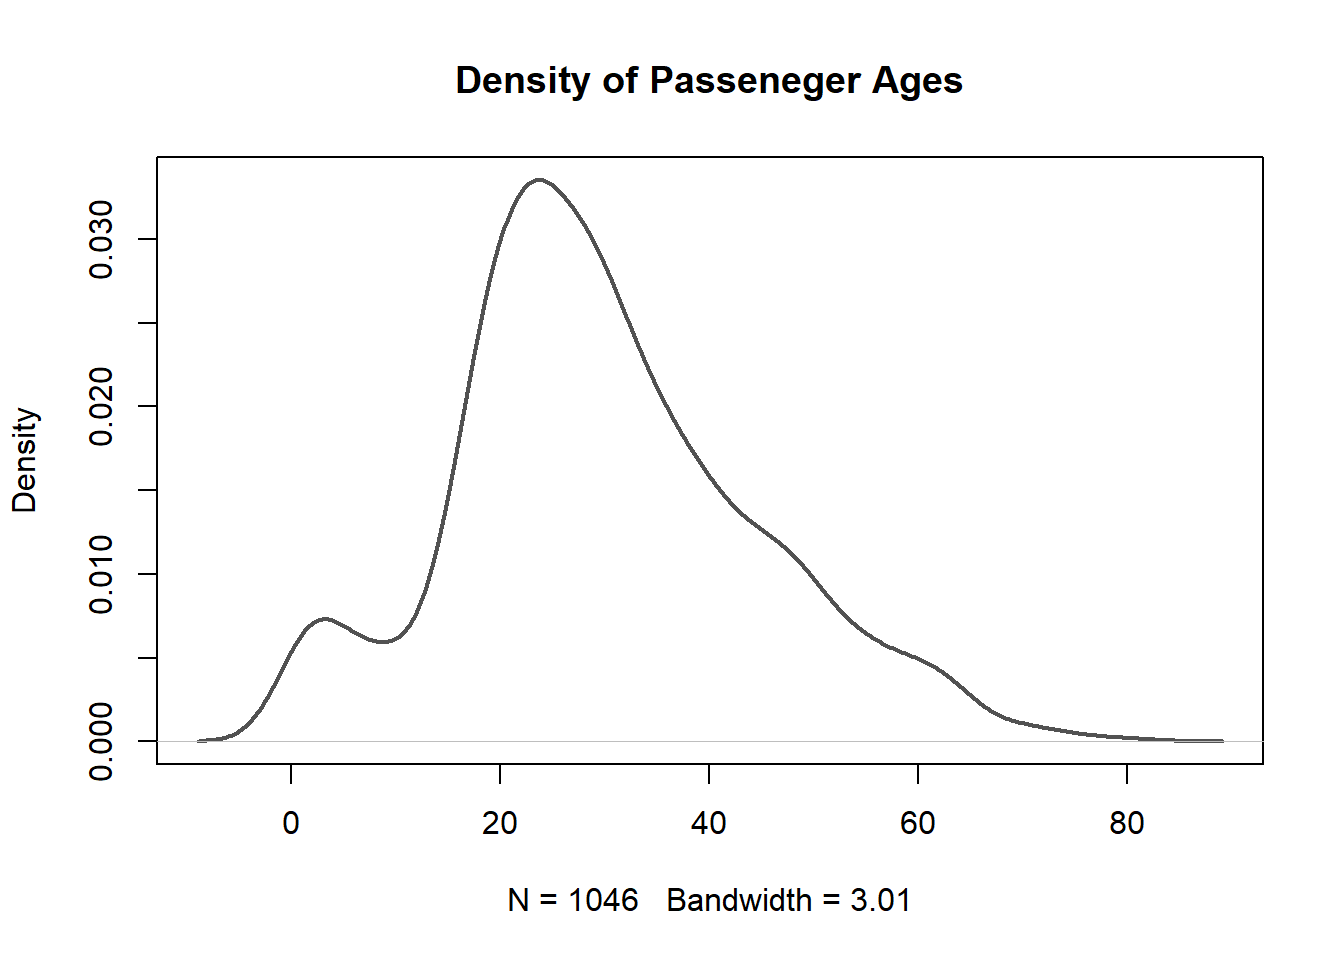 Density of Passeneger Ages
Density
0.030
0.020
0.010
0.000
0 20 40 60 80
N = 1046 Bandwidth = 3.01